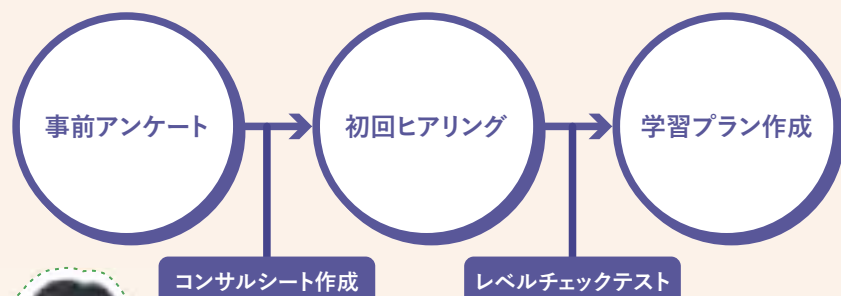 事前アンケート
初回ヒアリング
学習プラン作成
コンサルシート作成
レベルチェックテスト